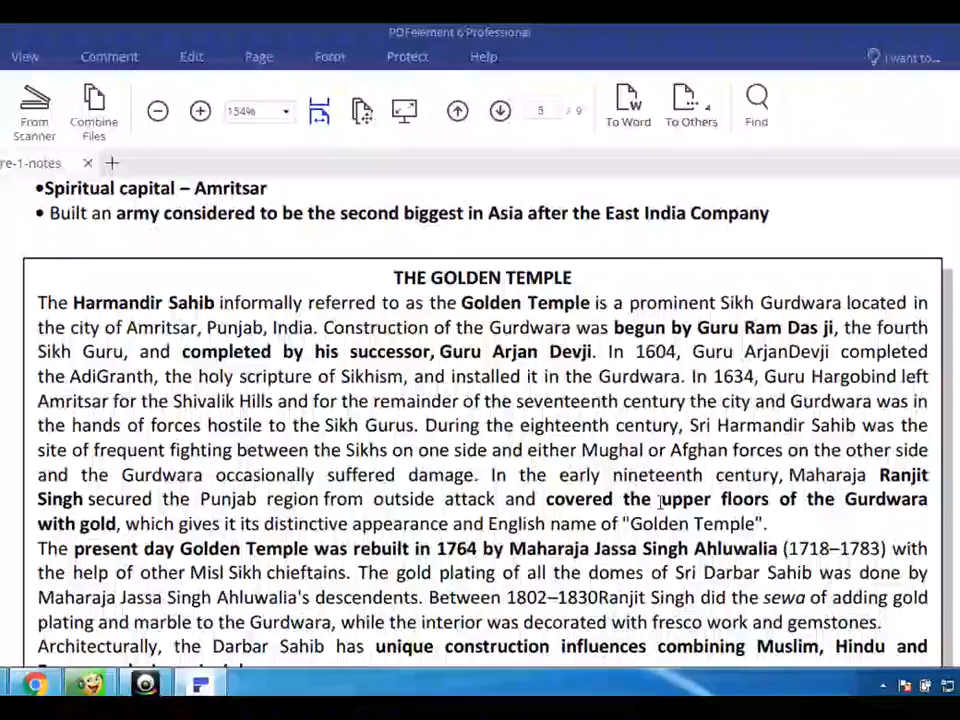 PDFelement 6 Professional
View Comment Edit Page Form Protect Help I want to...
From Scanner
Combine Files
154%
5 / 9
To Word
To Others
Find
re-1-notes
•Spiritual capital – Amritsar
• Built an army considered to be the second biggest in Asia after the East India Company
THE GOLDEN TEMPLE
The Harmandir Sahib informally referred to as the Golden Temple is a prominent Sikh Gurdwara located in
the city of Amritsar, Punjab, India. Construction of the Gurdwara was begun by Guru Ram Das ji, the fourth
Sikh Guru, and completed by his successor, Guru Arjan Devji. In 1604, Guru ArjanDevji completed
the AdiGranth, the holy scripture of Sikhism, and installed it in the Gurdwara. In 1634, Guru Hargobind left
Amritsar for the Shivalik Hills and for the remainder of the seventeenth century the city and Gurdwara was in
the hands of forces hostile to the Sikh Gurus. During the eighteenth century, Sri Harmandir Sahib was the
site of frequent fighting between the Sikhs on one side and either Mughal or Afghan forces on the other side
and the Gurdwara occasionally suffered damage. In the early nineteenth century, Maharaja Ranjit
Singh secured the Punjab region from outside attack and covered the upper floors of the Gurdwara
with gold, which gives it its distinctive appearance and English name of "Golden Temple".
The present day Golden Temple was rebuilt in 1764 by Maharaja Jassa Singh Ahluwalia (1718–1783) with
the help of other Misl Sikh chieftains. The gold plating of all the domes of Sri Darbar Sahib was done by
Maharaja Jassa Singh Ahluwalia's descendents. Between 1802–1830Ranjit Singh did the sewa of adding gold
plating and marble to the Gurdwara, while the interior was decorated with fresco work and gemstones.
Architecturally, the Darbar Sahib has unique construction influences combining Muslim, Hindu and